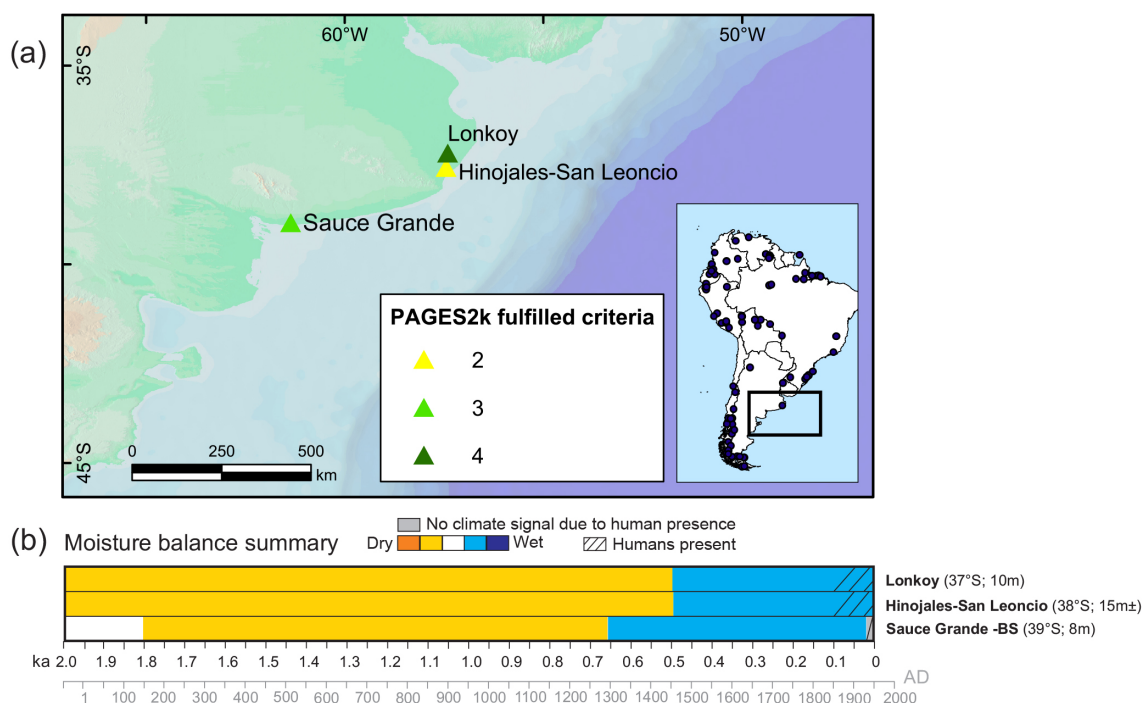 (a)
60°W
50°W
35°S
45°S
Lonkoy
Hinojales-San Leoncio
Sauce Grande
PAGES2k fulfilled criteria
2
3
4
0 250 500
km
(b) Moisture balance summary
No climate signal due to human presence
Dry Wet Humans present
Lonkoy (37°S; 10m)
Hinojales-San Leoncio (38°S; 15m±)
Sauce Grande -BS (39°S; 8m)
ka 2.0 1.9 1.8 1.7 1.6 1.5 1.4 1.3 1.2 1.1 1.0 0.9 0.8 0.7 0.6 0.5 0.4 0.3 0.2 0.1 0
AD
1 100 200 300 400 500 600 700 800 900 1000 1100 1200 1300 1400 1500 1600 1700 1800 1900 2000